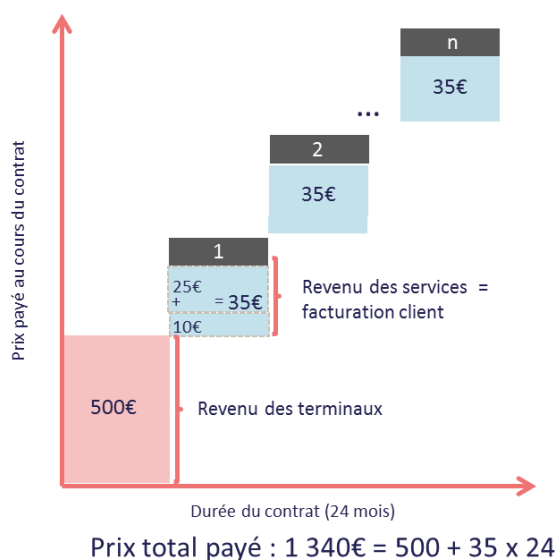 Prix payé au cours du contrat
n
35€
...
2
35€
1
25€
+ = 35€
10€
Revenu des services =
facturation client
500€
Revenu des terminaux
Durée du contrat (24 mois)
Prix total payé : 1 340€ = 500 + 35 x 24